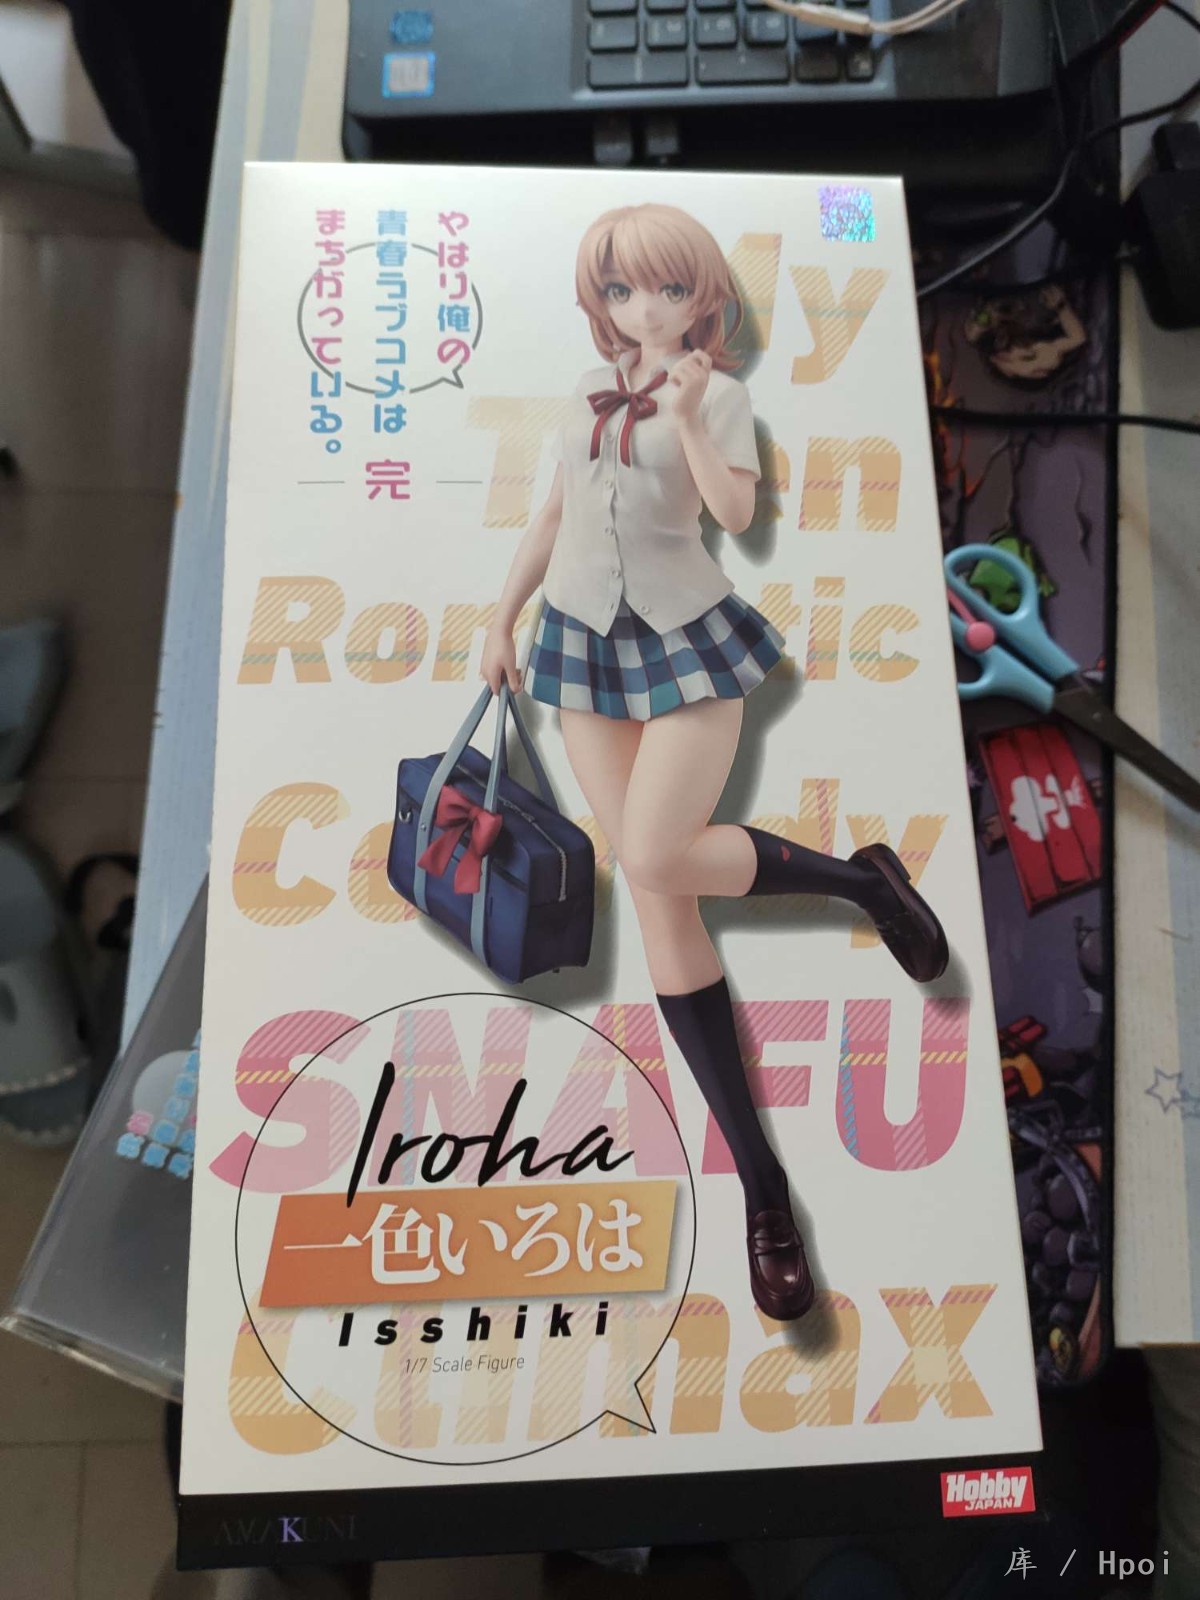 やはり俺の
青春ラブコメは
まちがっている。
完
My
Teen
Romantic
Comedy
SNAFU
Climax
Iroha
一色いろは
Isshiki
1/7 Scale Figure
AMAKUNI
Hobby
JAPAN
库 / Hpoi